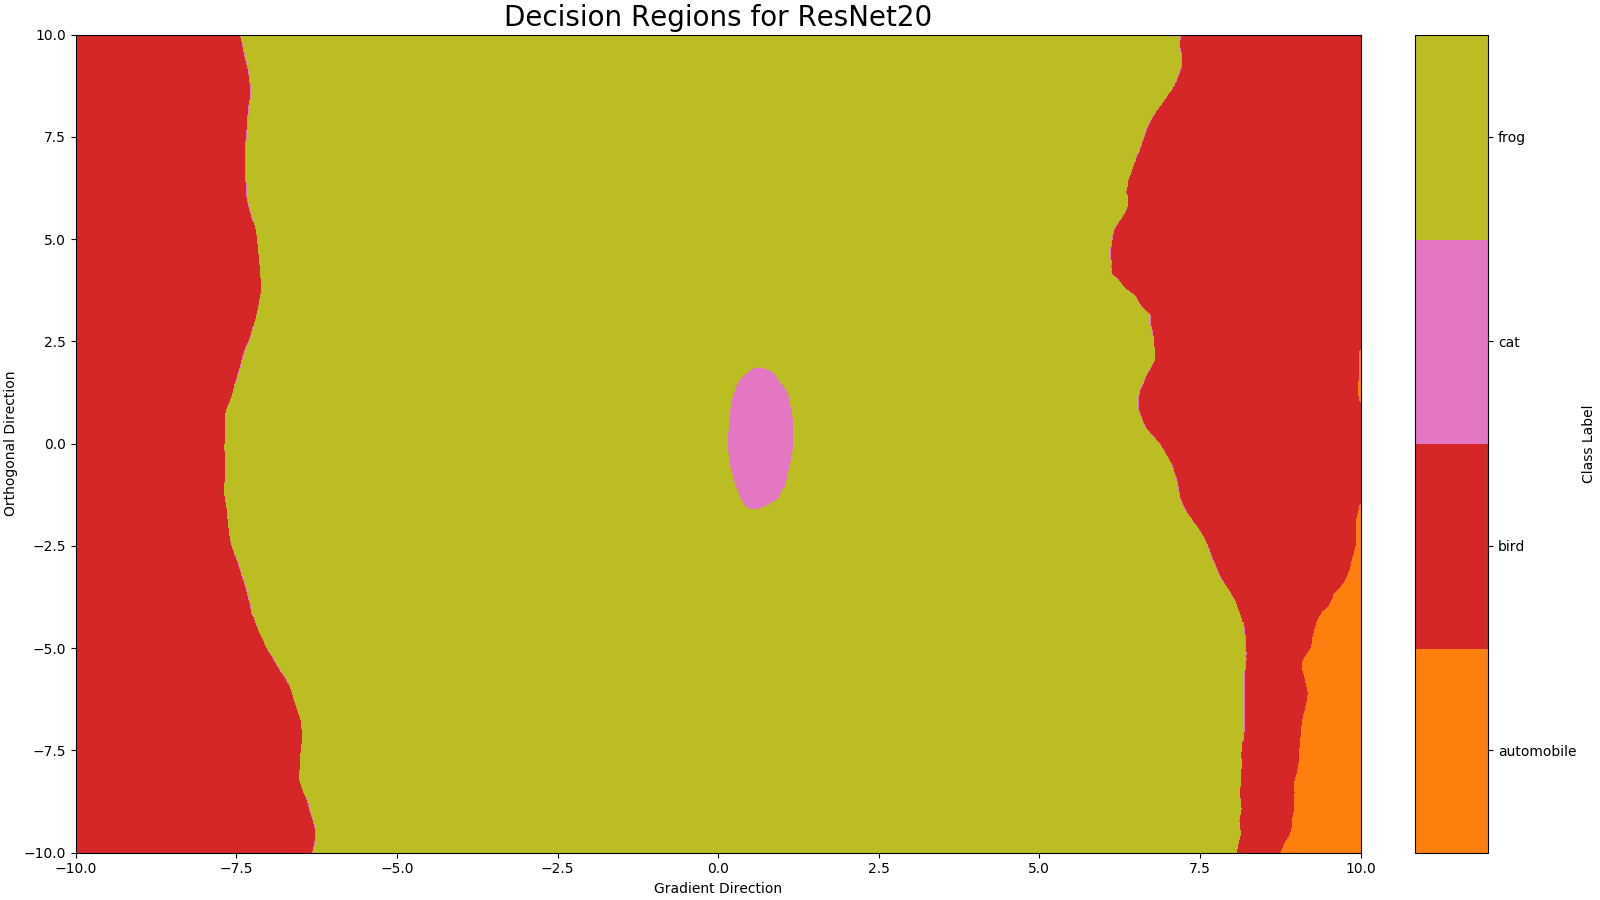 Decision Regions for ResNet20
10.0
7.5
5.0
2.5
0.0
−2.5
−5.0
−7.5
−10.0
Orthogonal Direction
−10.0 −7.5 −5.0 −2.5 0.0 2.5 5.0 7.5 10.0
Gradient Direction
frog
cat
bird
automobile
Class Label